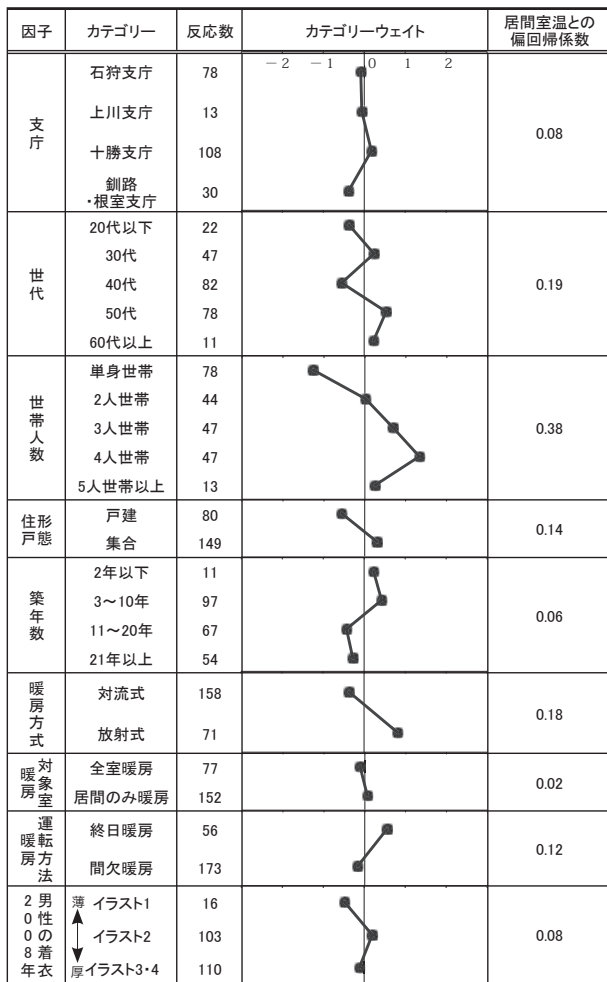 因子 カテゴリー 反応数 カテゴリーウェイト 居間室温との
偏回帰係数
－2 －1 0 1 2
支庁 0.08
石狩支庁 78
上川支庁 13
十勝支庁 108
釧路
・根室支庁 30
世代 0.19
20代以下 22
30代 47
40代 82
50代 78
60代以上 11
世帯人数 0.38
単身世帯 78
2人世帯 44
3人世帯 47
4人世帯 47
5人世帯以上 13
住戸形態 0.14
戸建 80
集合 149
築年数 0.06
2年以下 11
3～10年 97
11～20年 67
21年以上 54
暖房方式 0.18
対流式 158
放射式 71
暖房対象室 0.02
全室暖房 77
居間のみ暖房 152
暖房運転方法 0.12
終日暖房 56
間欠暖房 173
2008年男性の着衣 0.08
薄 イラスト1 16
イラスト2 103
厚 イラスト3・4 110